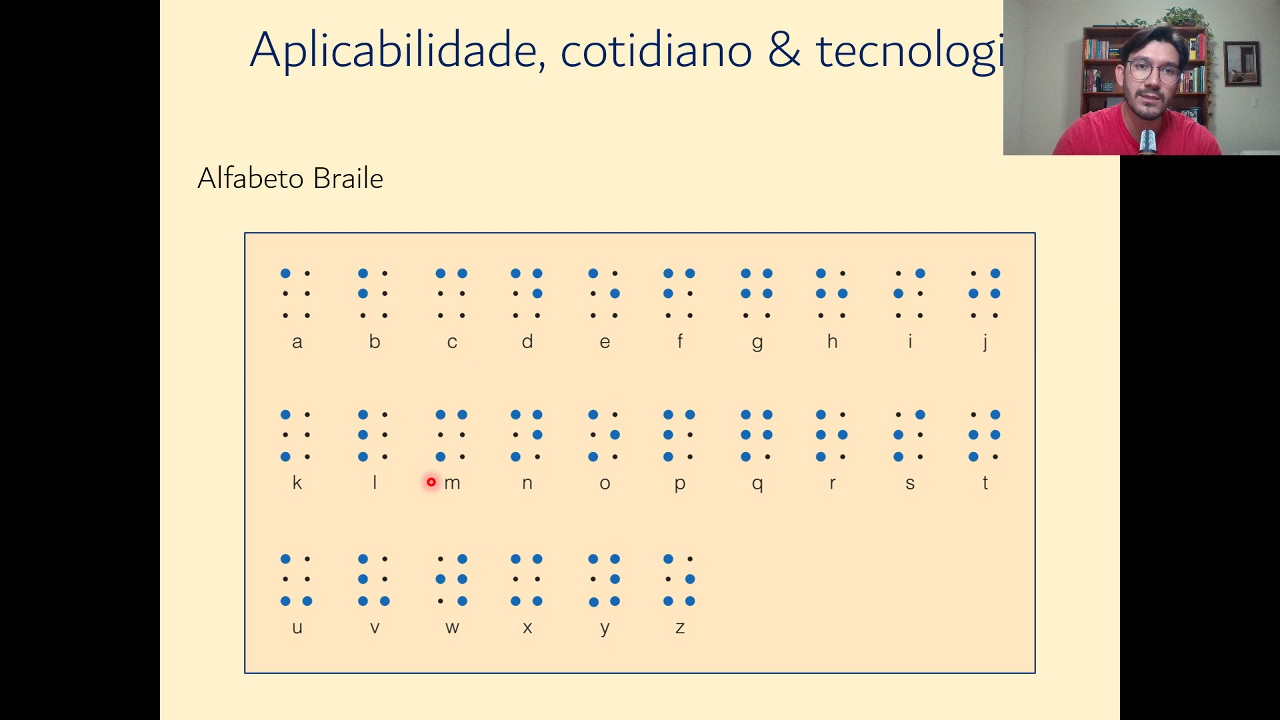 Aplicabilidade, cotidiano & tecnologi
Alfabeto Braile
a b c d e f g h i j
k l m n o p q r s t
u v w x y z